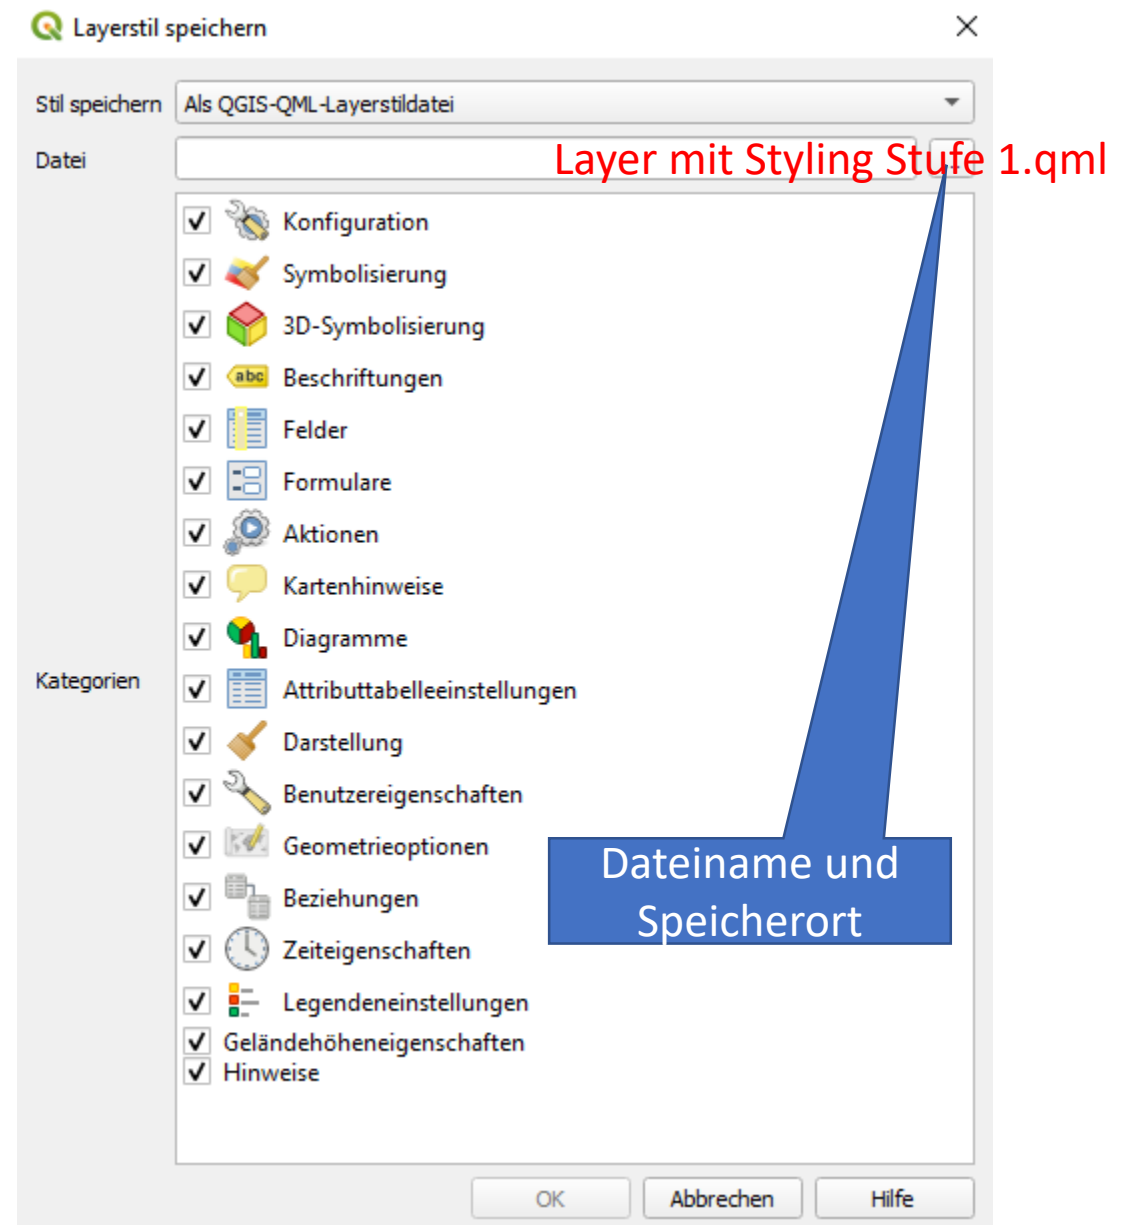 Layerstil speichern
Stil speichern Als QGIS-QML-Layerstildatei
Datei Layer mit Styling Stufe 1.qml
Konfiguration
Symbolisierung
3D-Symbolisierung
abc Beschriftungen
Felder
Formulare
Aktionen
Kartenhinweise
Diagramme
Kategorien
Attributtabelleeinstellungen
Darstellung
Benutzereigenschaften
Geometrieoptionen
Beziehungen
Zeiteigenschaften
Legendeneinstellungen
Geländehöheneigenschaften
Hinweise
Dateiname und
Speicherort
OK Abbrechen Hilfe